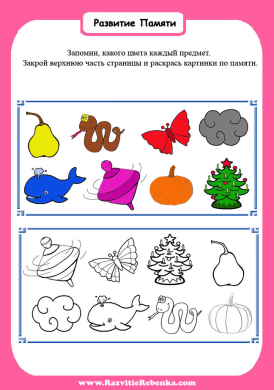 Развитие Памяти
Запомни, какого цвета каждый предмет.
Закрой верхнюю часть страницы и раскрась картинки по памяти.
www.RazvitieRebenka.com